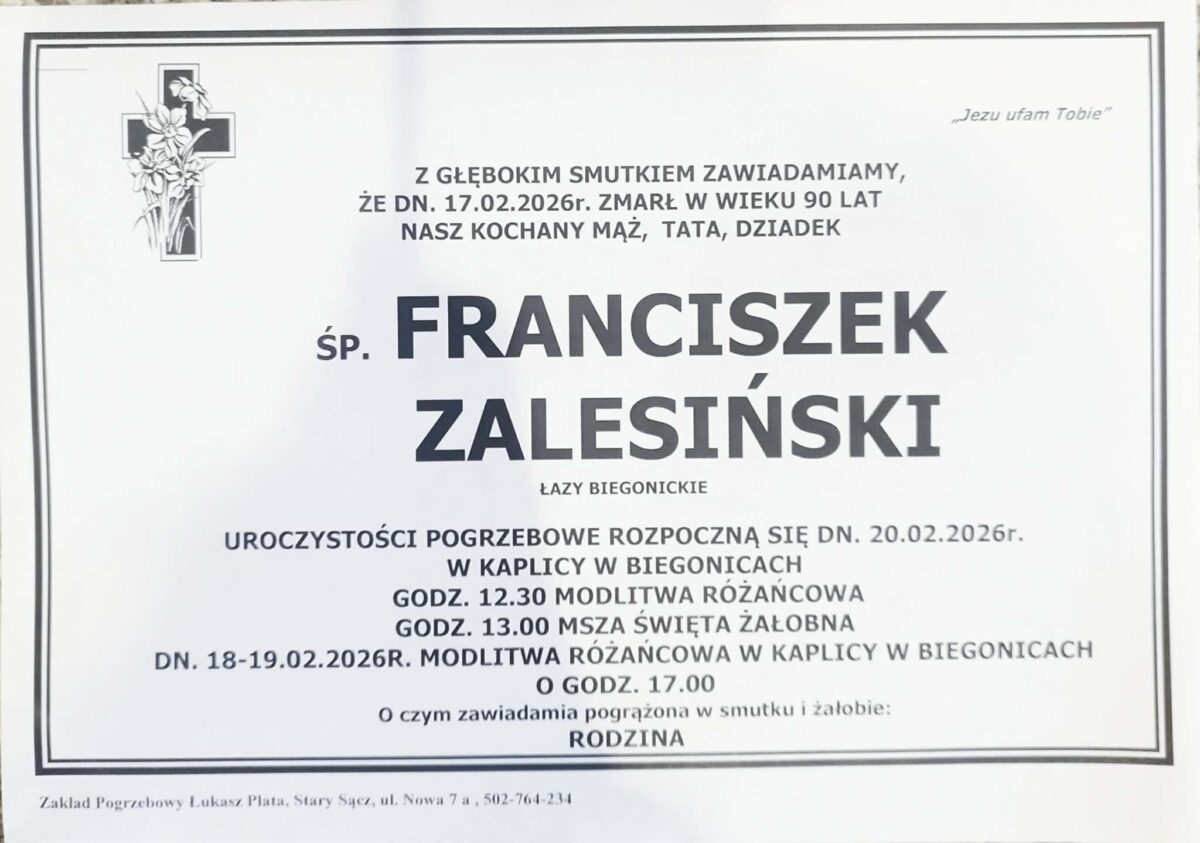 „Jezu ufam Tobie"
Z GŁĘBOKIM SMUTKIEM ZAWIADAMIAMY,
ŻE DN. 17.02.2026r. ZMARŁ W WIEKU 90 LAT
NASZ KOCHANY MĄŻ, TATA, DZIADEK
ŚP. FRANCISZEK
ZALESIŃSKI
ŁAZY BIEGONICKIE
UROCZYSTOŚCI POGRZEBOWE ROZPOCZNĄ SIĘ DN. 20.02.2026r.
W KAPLICY W BIEGONICACH
GODZ. 12.30 MODLITWA RÓŻAŃCOWA
GODZ. 13.00 MSZA ŚWIĘTA ŻAŁOBNA
DN. 18-19.02.2026R. MODLITWA RÓŻAŃCOWA W KAPLICY W BIEGONICACH
O GODZ. 17.00
O czym zawiadamia pogrążona w smutku i żałobie:
RODZINA
Zakład Pogrzebowy Łukasz Plata, Stary Sącz, ul. Nowa 7 a , 502-764-234